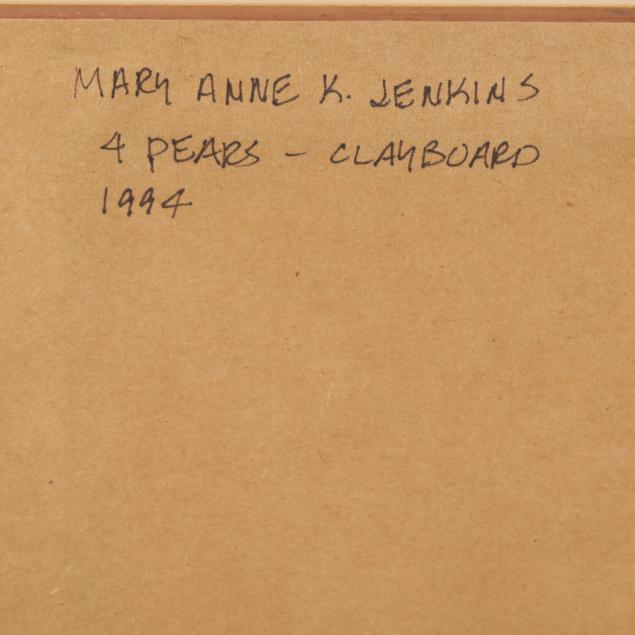 MARY ANNE K. JENKINS
4 PEARS - CLAYBOARD
1994